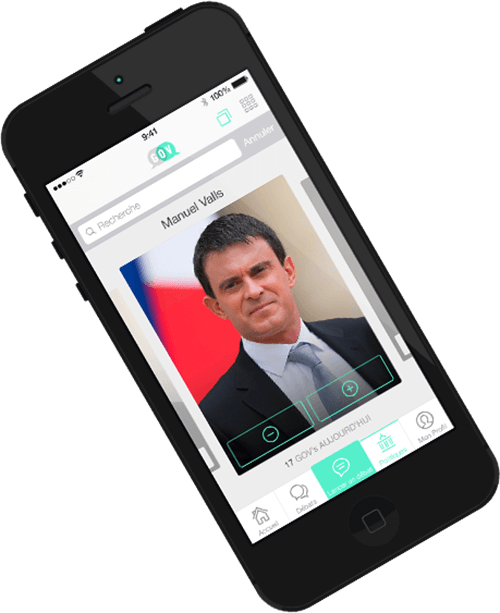 100%
9:41
GOV
Recherche
Annuler
Manuel Valls
17 GOV's AUJOURD'HUI
Accueil
Débats
Lancer un débat
Politiques
Mon Profil